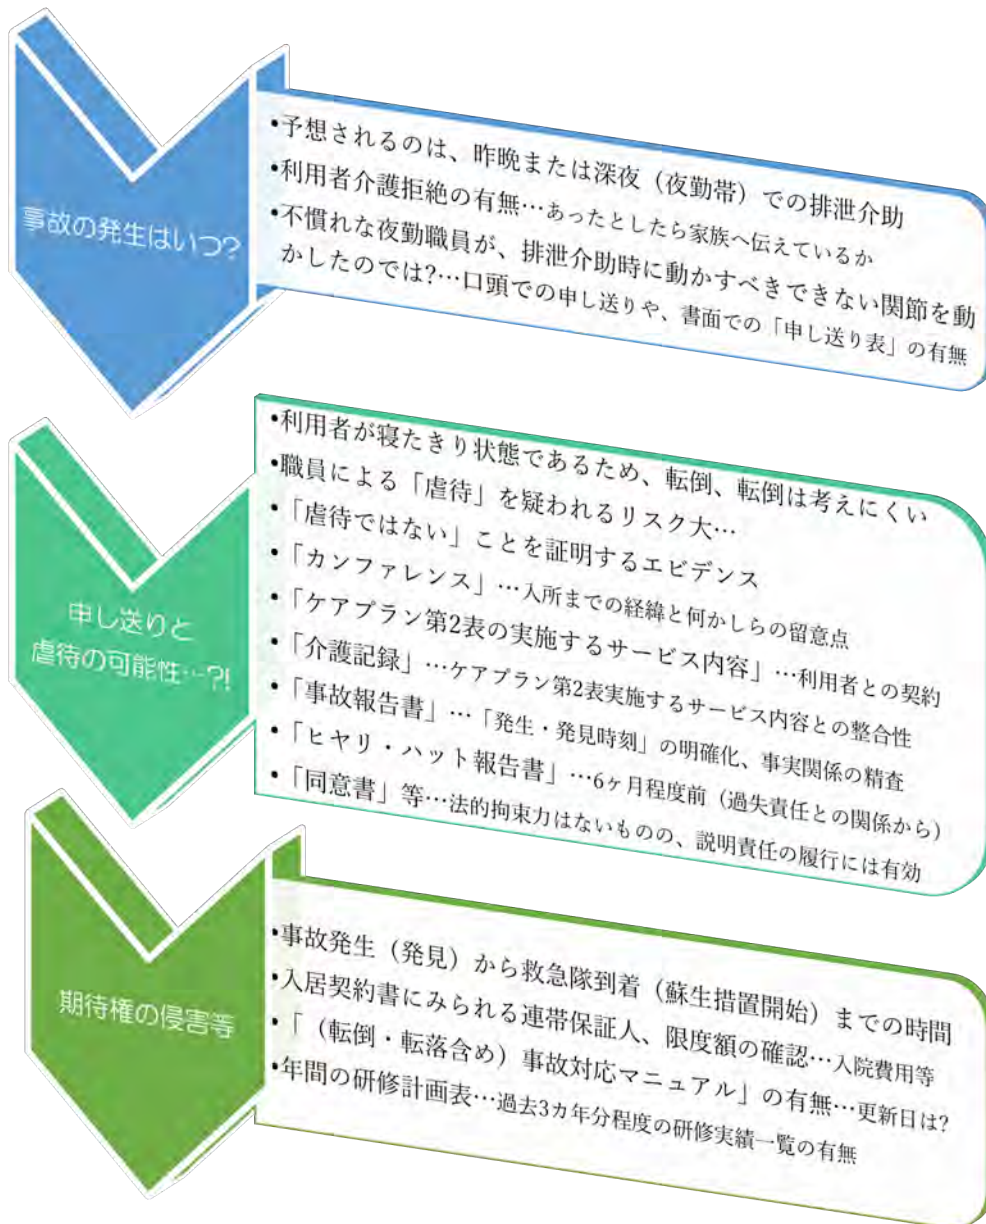 事故の発生はいつ?
•予想されるのは、昨晩または深夜（夜勤帯）での排泄介助
•利用者介護拒絶の有無…あったとしたら家族へ伝えているか
•不慣れな夜勤職員が、排泄介助時に動かすべきできない関節を動
かしたのでは?…口頭での申し送りや、書面での「申し送り表」の有無
申し送りと
虐待の可能性…?!
•利用者が寝たきり状態であるため、転倒、転倒は考えにくい
•職員による「虐待」を疑われるリスク大…
•「虐待ではない」ことを証明するエビデンス
•「カンファレンス」…入所までの経緯と何かしらの留意点
•「ケアプラン第2表の実施するサービス内容」…利用者との契約
•「介護記録」…ケアプラン第2表実施するサービス内容との整合性
•「事故報告書」…「発生・発見時刻」の明確化、事実関係の精査
•「ヒヤリ・ハット報告書」…6ヶ月程度前（過失責任との関係から）
•「同意書」等…法的拘束力はないものの、説明責任の履行には有効
期待権の侵害等
•事故発生（発見）から救急隊到着（蘇生措置開始）までの時間
•入居契約書にみられる連帯保証人、限度額の確認…入院費用等
•「（転倒・転落含め）事故対応マニュアル」の有無…更新日は?
•年間の研修計画表…過去3カ年分程度の研修実績一覧の有無